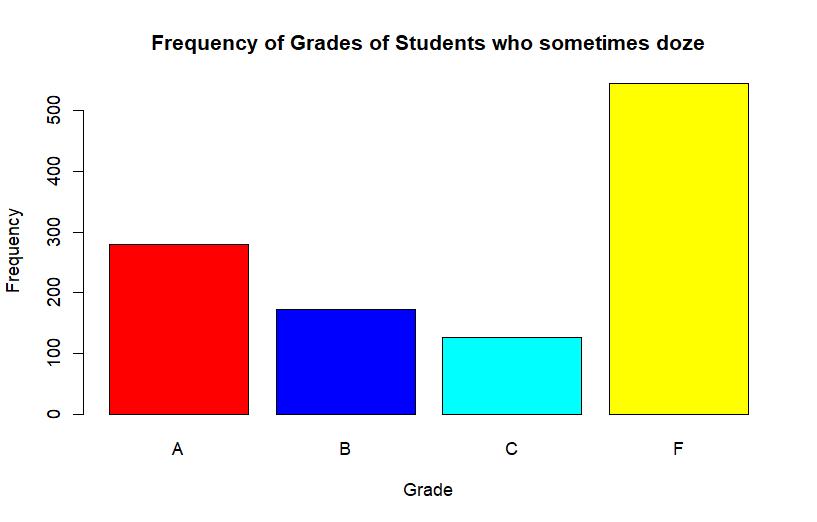 Frequency of Grades of Students who sometimes doze
Frequency
500
400
300
200
100
0
A B C F
Grade